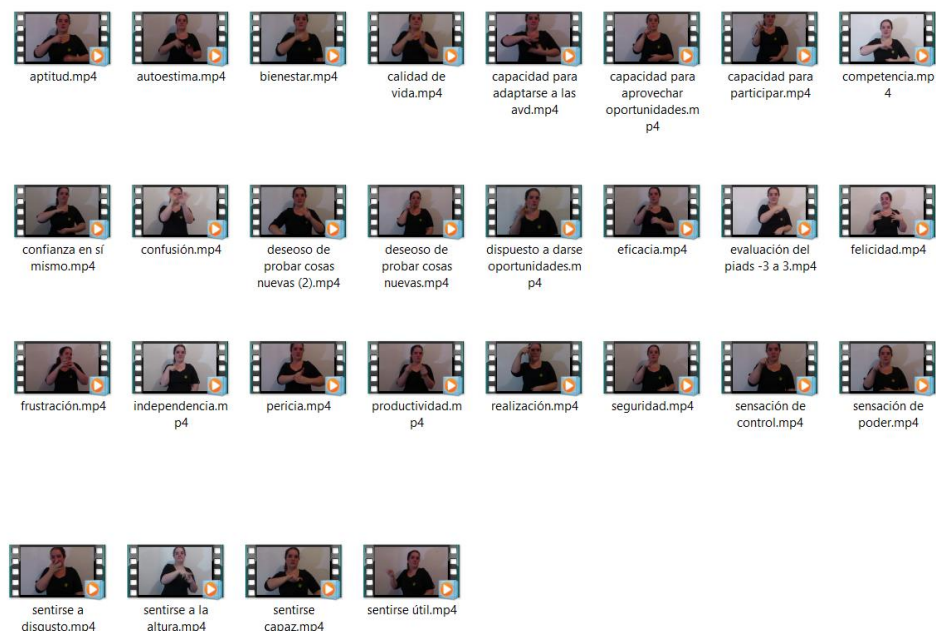 aptitud.mp4
autoestima.mp4
bienestar.mp4
calidad de
vida.mp4
capacidad para
adaptarse a las
avd.mp4
capacidad para
aprovechar
oportunidades.m
p4
capacidad para
participar.mp4
competencia.mp
4
confianza en sí
mismo.mp4
confusión.mp4
deseoso de
probar cosas
nuevas (2).mp4
deseoso de
probar cosas
nuevas.mp4
dispuesto a darse
oportunidades.m
p4
eficacia.mp4
evaluación del
piads -3 a 3.mp4
felicidad.mp4
frustración.mp4
independencia.m
p4
pericia.mp4
productividad.m
p4
realización.mp4
seguridad.mp4
sensación de
control.mp4
sensación de
poder.mp4
sentirse a
disgusto.mp4
sentirse a la
altura.mp4
sentirse
capaz.mp4
sentirse útil.mp4